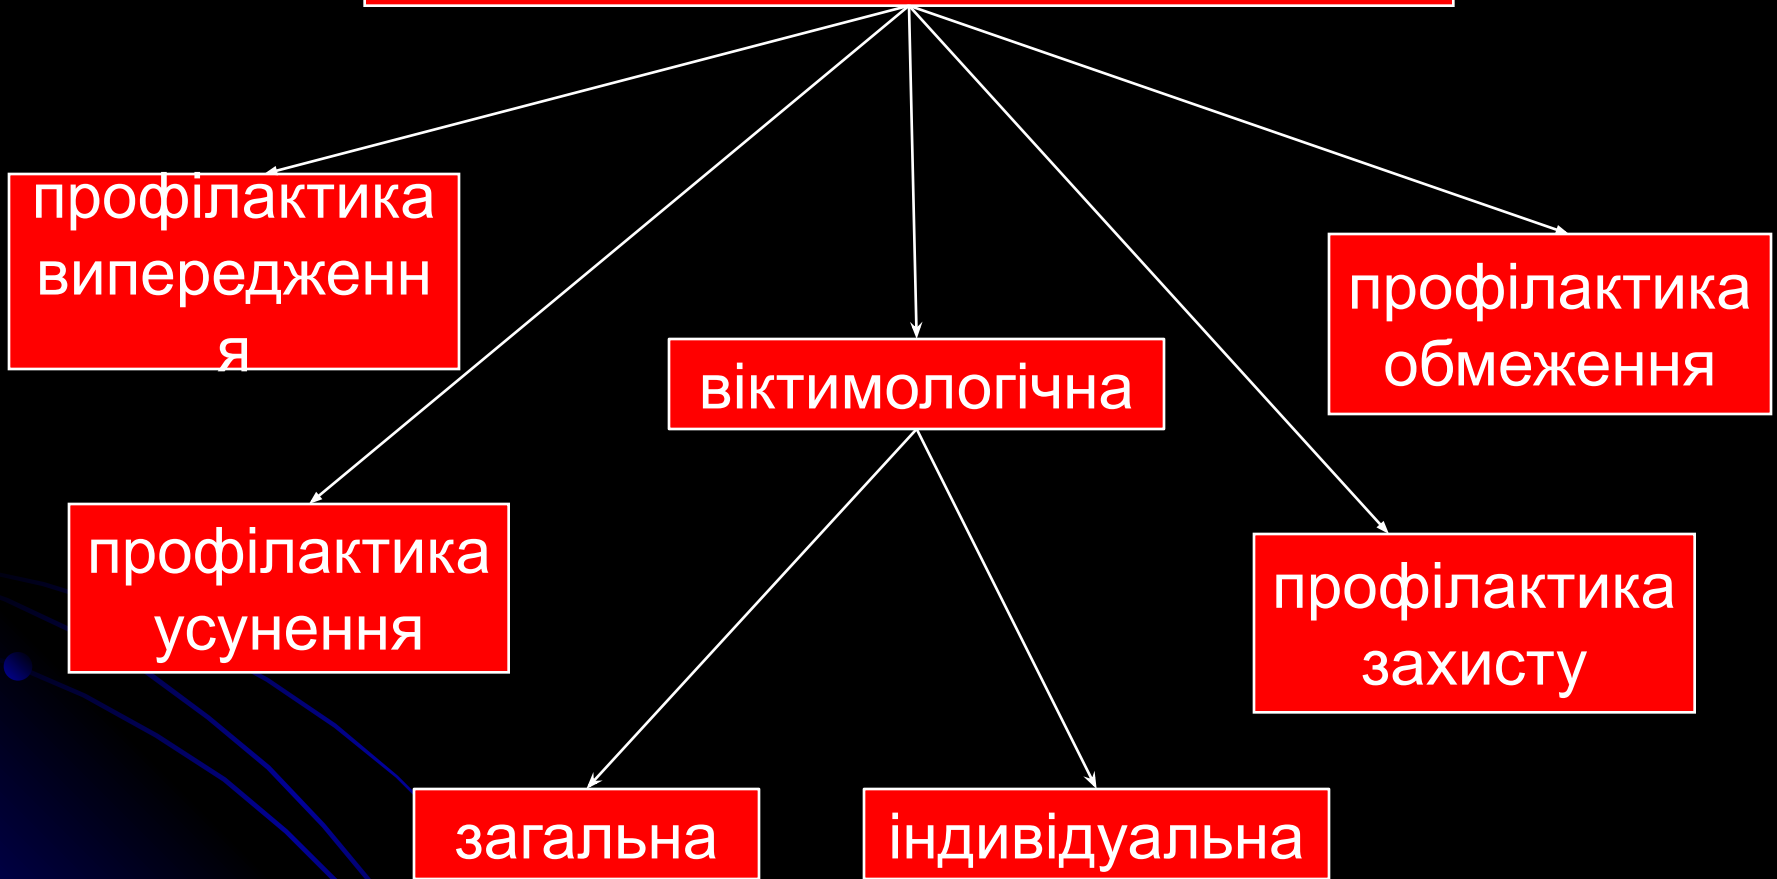 профілактика
випередженн
я
профілактика
обмеження
віктимологічна
профілактика
усунення
профілактика
захисту
загальна
індивідуальна